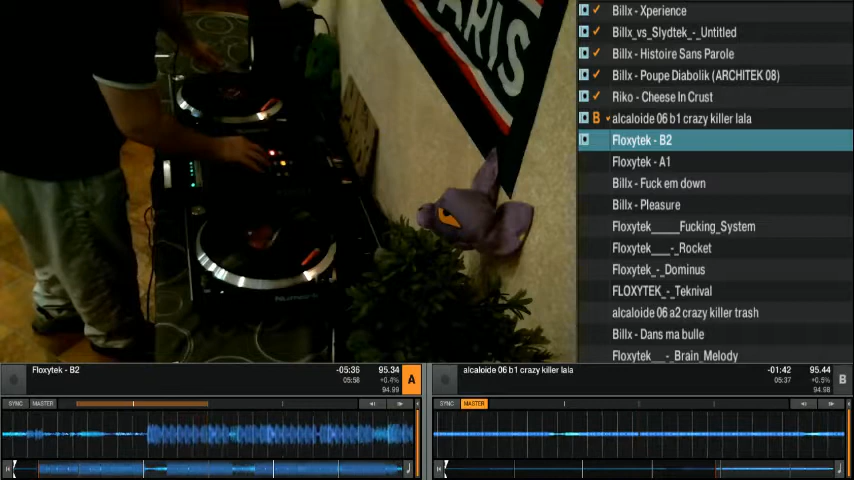 PARIS
Billx - Xperience
Billx_vs_Slydtek_-_Untitled
Billx - Histoire Sans Parole
Billx - Poupe Diabolik (ARCHITEK 08)
Riko - Cheese In Crust
B alcaloide 06 b1 crazy killer lala
Floxytek - B2
Floxytek - A1
Billx - Fuck em down
Billx - Pleasure
Floxytek_____Fucking_System
Floxytek___-_Rocket
Floxytek_-_Dominus
FLOXYTEK_-_Teknival
alcaloide 06 a2 crazy killer trash
Billx - Dans ma bulle
Floxytek__-_Brain_Melody
Floxytek - B2
-05:36 95.34
05:58 +0.4%
94.99
A
SYNC MASTER
alcaloide 06 b1 crazy killer lala
-01:42 95.44
05:37 +0.5%
94.98
B
SYNC MASTER
Numark